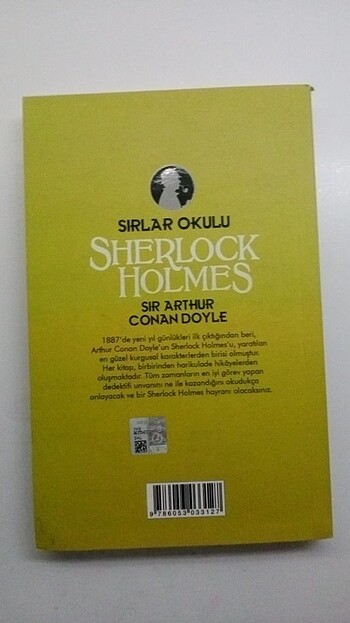 SIRLAR OKULU
SHERLOCK
HOLMES
SIR ARTHUR
CONAN DOYLE
1887'de yeni yıl günlükleri ilk çıktığından beri,
Arthur Conan Doyle'un Sherlock Holmes'u, yaratılan
en güzel kurgusal karakterlerden birisi olmuştur.
Her kitap, birbirinden harikulade hikâyelerden
oluşmaktadır. Tüm zamanların en iyi görev yapan
dedektifi unvanını ne ile kazandığını okudukça
anlayacak ve bir Sherlock Holmes hayranı olacaksınız.
9 786053 033127